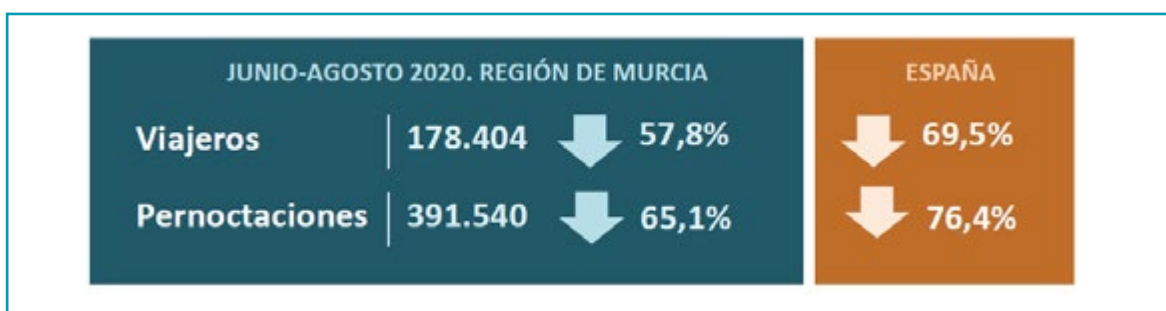 JUNIO-AGOSTO 2020. REGIÓN DE MURCIA
Viajeros 178.404 57,8%
Pernoctaciones 391.540 65,1%
ESPAÑA
69,5%
76,4%